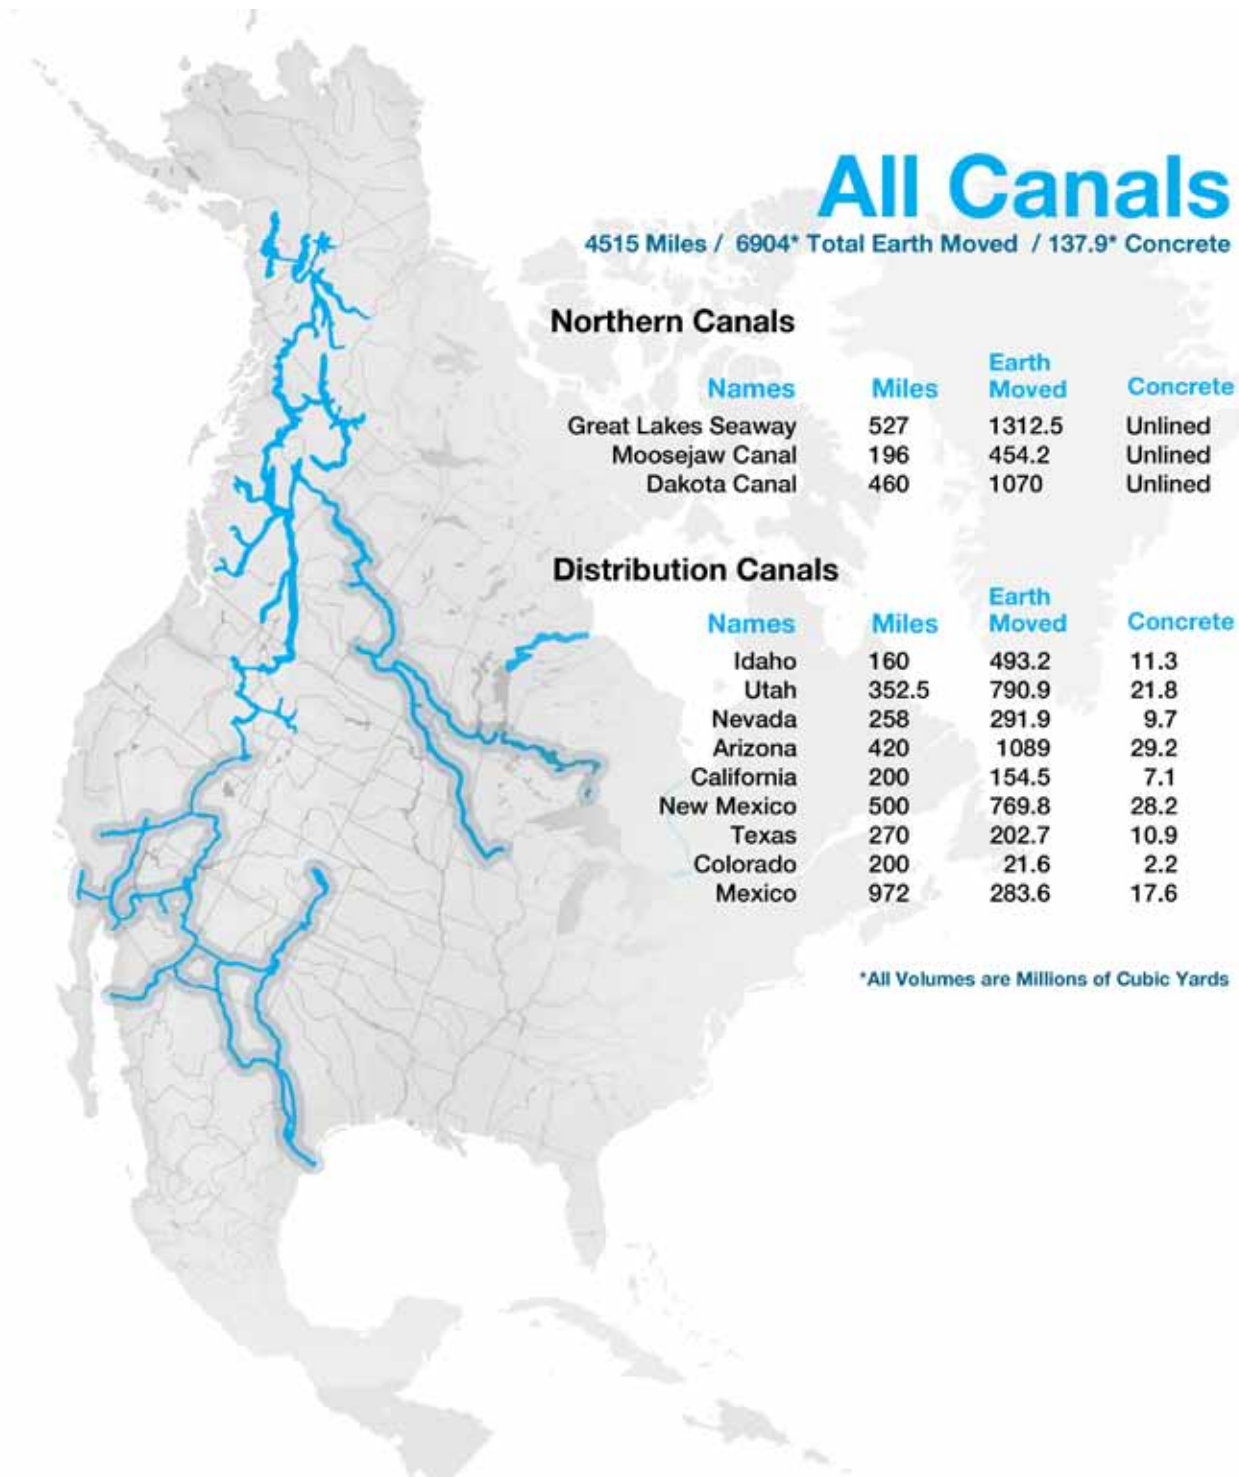 All Canals
4515 Miles / 6904* Total Earth Moved / 137.9* Concrete
Northern Canals
Names Miles Earth Moved Concrete
Great Lakes Seaway 527 1312.5 Unlined
Moosejaw Canal 196 454.2 Unlined
Dakota Canal 460 1070 Unlined
Distribution Canals
Names Miles Earth Moved Concrete
Idaho 160 493.2 11.3
Utah 352.5 790.9 21.8
Nevada 258 291.9 9.7
Arizona 420 1089 29.2
California 200 154.5 7.1
New Mexico 500 769.8 28.2
Texas 270 202.7 10.9
Colorado 200 21.6 2.2
Mexico 972 283.6 17.6
*All Volumes are Millions of Cubic Yards